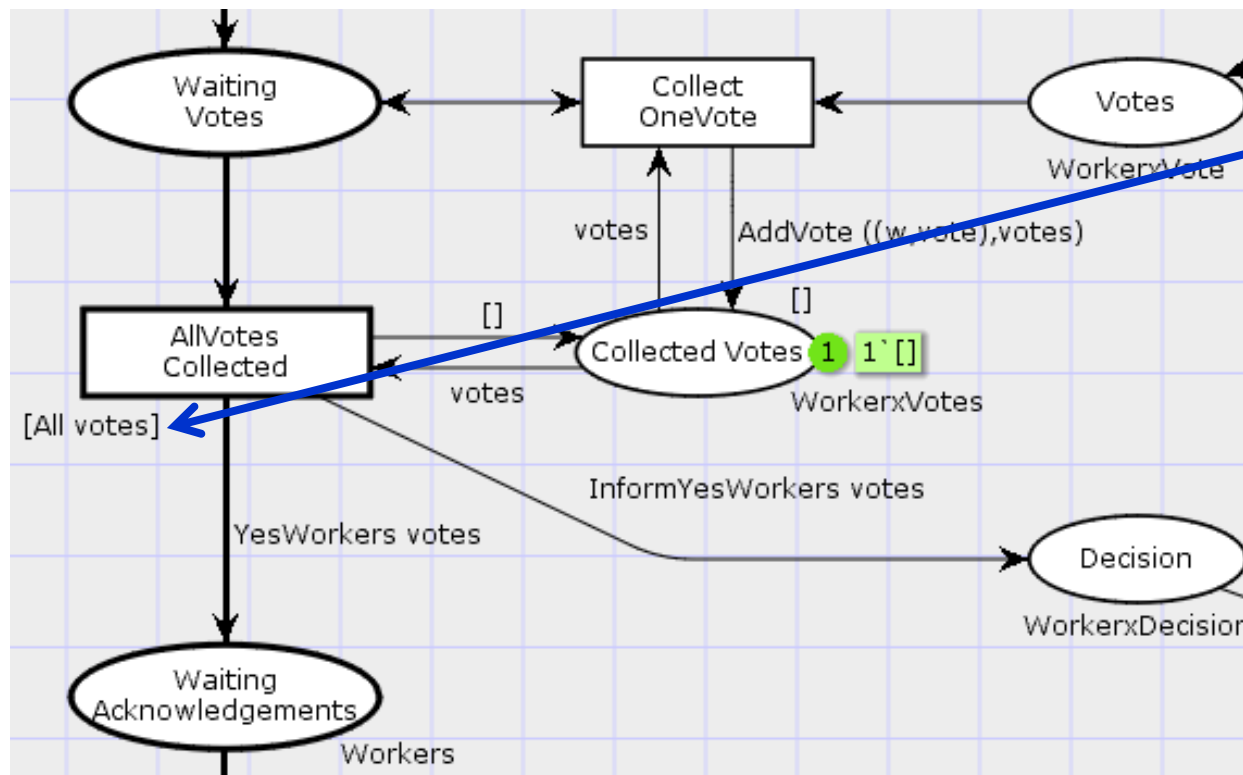 Waiting
Votes
Collect
OneVote
Votes
WorkerxVote
votes
AddVote ((w,vote),votes)
[]
[]
AllVotes
Collected
Collected Votes
1
1`[]
votes
WorkerxVotes
[All votes]
InformYesWorkers votes
YesWorkers votes
Decision
WorkerxDecision
Waiting
Acknowledgements
Workers